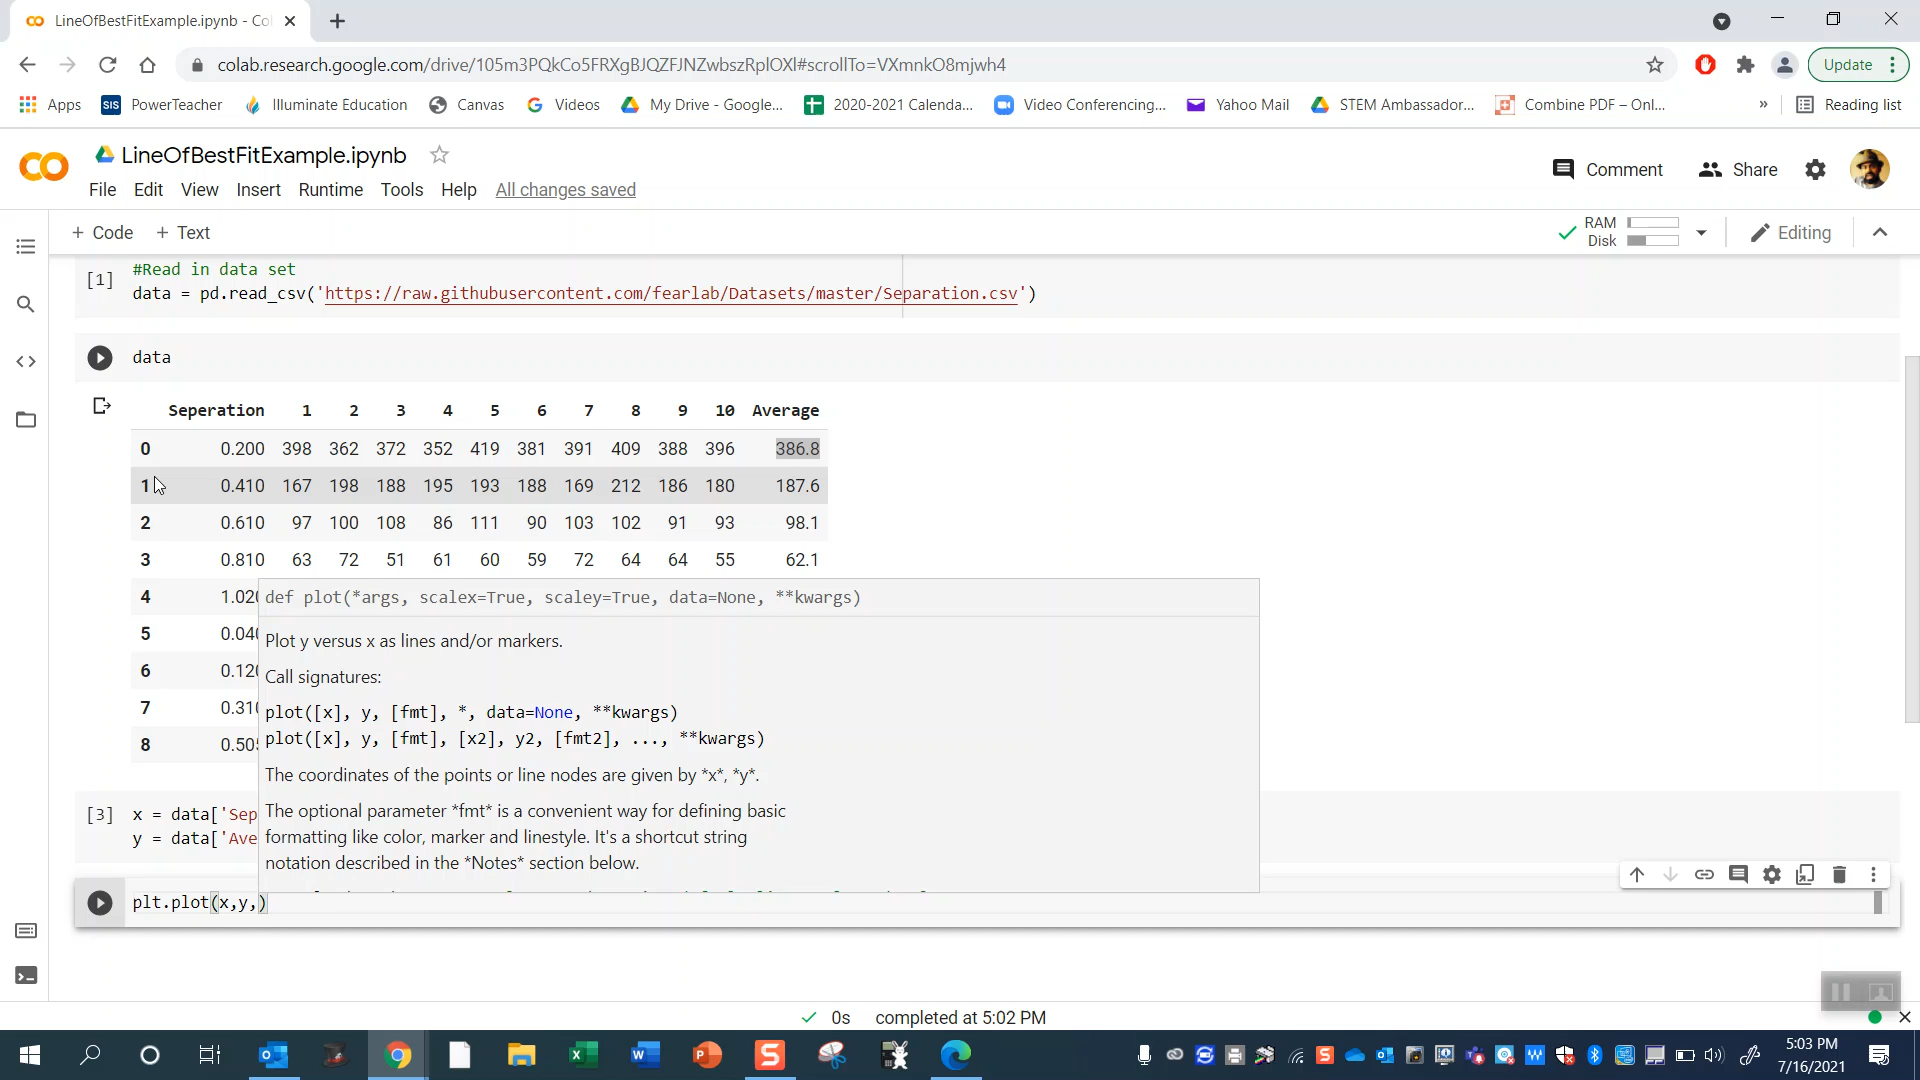 LineOfBestFitExample.ipynb - Co
colab.research.google.com/drive/105m3PQkCo5FRXgBJQZFJNZwbszRplOXl#scrollTo=VXmnkO8mjwh4
Update
Apps
SIS PowerTeacher
Illuminate Education
Canvas
Videos
My Drive - Google...
2020-2021 Calenda...
Video Conferencing...
Yahoo Mail
STEM Ambassador...
Combine PDF – Onl...
»
Reading list
LineOfBestFitExample.ipynb
Comment
Share
File Edit View Insert Runtime Tools Help All changes saved
+ Code + Text
RAM
Disk
Editing
[1] #Read in data set
data = pd.read_csv('https://raw.githubusercontent.com/fearlab/Datasets/master/Separation.csv')
data
Seperation 1 2 3 4 5 6 7 8 9 10 Average
0 0.200 398 362 372 352 419 381 391 409 388 396 386.8
1 0.410 167 198 188 195 193 188 169 212 186 180 187.6
2 0.610 97 100 108 86 111 90 103 102 91 93 98.1
3 0.810 63 72 51 61 60 59 72 64 64 55 62.1
4 1.020
5 0.040
6 0.120
7 0.310
8 0.505
def plot(*args, scalex=True, scaley=True, data=None, **kwargs)
Plot y versus x as lines and/or markers.
Call signatures:
plot([x], y, [fmt], *, data=None, **kwargs)
plot([x], y, [fmt], [x2], y2, [fmt2], ..., **kwargs)
The coordinates of the points or line nodes are given by *x*, *y*.
The optional parameter *fmt* is a convenient way for defining basic
formatting like color, marker and linestyle. It's a shortcut string
notation described in the *Notes* section below.
[3] x = data['Sep
y = data['Ave
plt.plot(x,y,)
0s completed at 5:02 PM
5:03 PM
7/16/2021